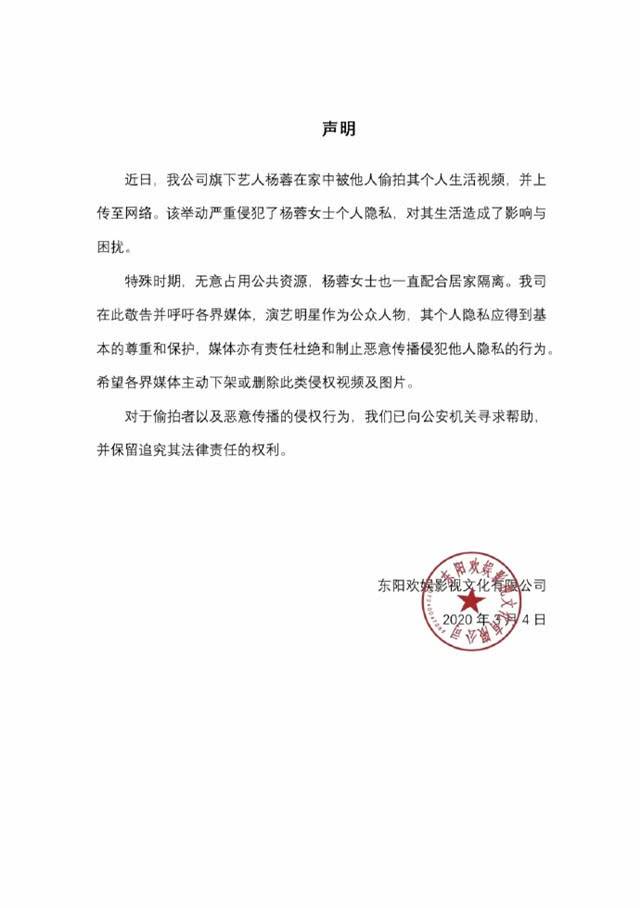 声明
近日，我公司旗下艺人杨蓉在家中被他人偷拍其个人生活视频，并上
传至网络。该举动严重侵犯了杨蓉女士个人隐私，对其生活造成了影响与
困扰。
特殊时期，无意占用公共资源，杨蓉女士也一直配合居家隔离。我司
在此敬告并呼吁各界媒体，演艺明星作为公众人物，其个人隐私应得到基
本的尊重和保护，媒体亦有责任杜绝和制止恶意传播侵犯他人隐私的行为。
希望各界媒体主动下架或删除此类侵权视频及图片。
对于偷拍者以及恶意传播的侵权行为，我们已向公安机关寻求帮助，
并保留追究其法律责任的权利。
东阳欢娱影视文化有限公司
2020 年 3 月 4 日
东阳欢娱影视文化有限公司